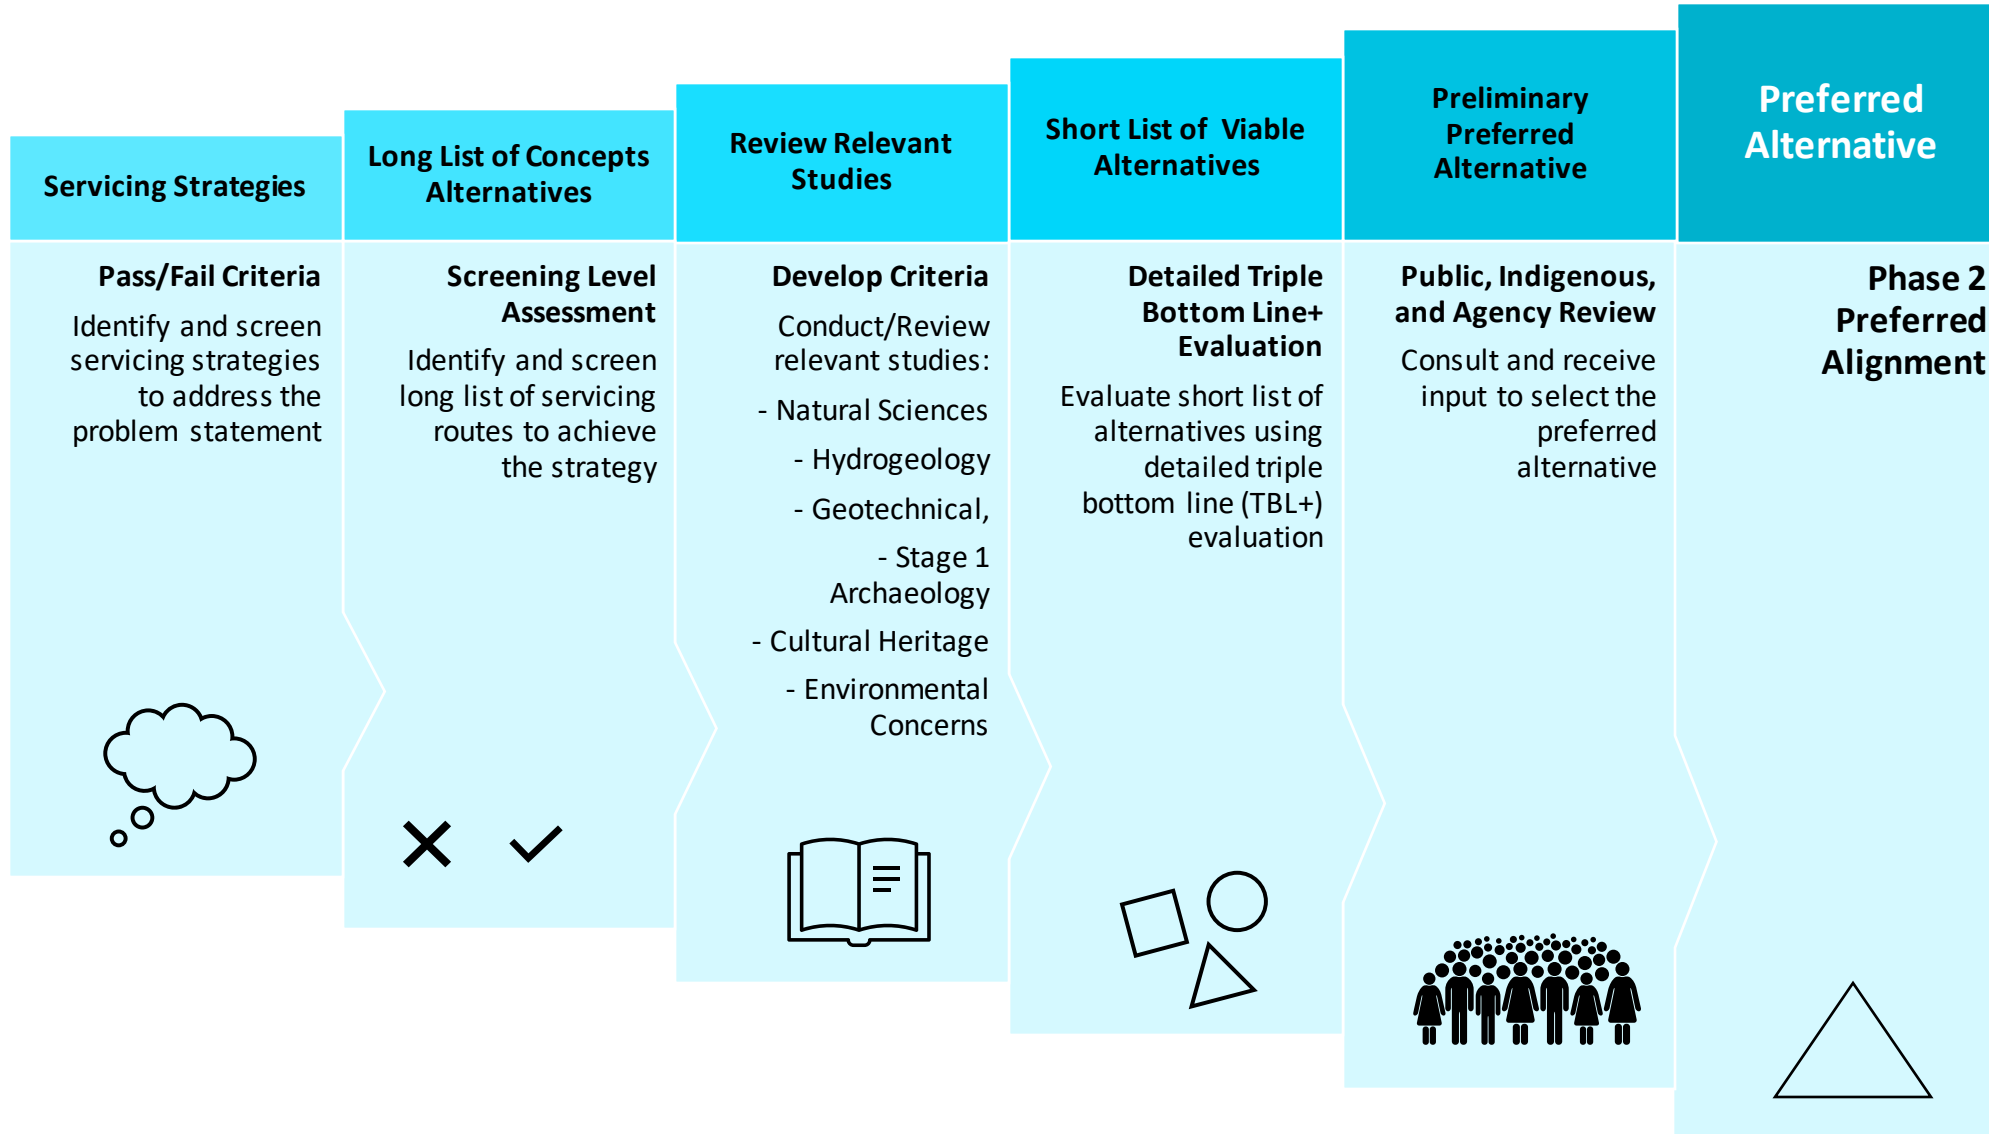 Servicing Strategies
Pass/Fail Criteria
Identify and screen
servicing strategies
to address the
problem statement
Long List of Concepts
Alternatives
Screening Level
Assessment
Identify and screen
long list of servicing
routes to achieve
the strategy
Review Relevant
Studies
Develop Criteria
Conduct/Review
relevant studies:
- Natural Sciences
- Hydrogeology
- Geotechnical,
- Stage 1
Archaeology
- Cultural Heritage
- Environmental
Concerns
Short List of Viable
Alternatives
Detailed Triple
Bottom Line+
Evaluation
Evaluate short list of
alternatives using
detailed triple
bottom line (TBL+)
evaluation
Preliminary
Preferred
Alternative
Public, Indigenous,
and Agency Review
Consult and receive
input to select the
preferred
alternative
Preferred
Alternative
Phase 2
Preferred
Alignment